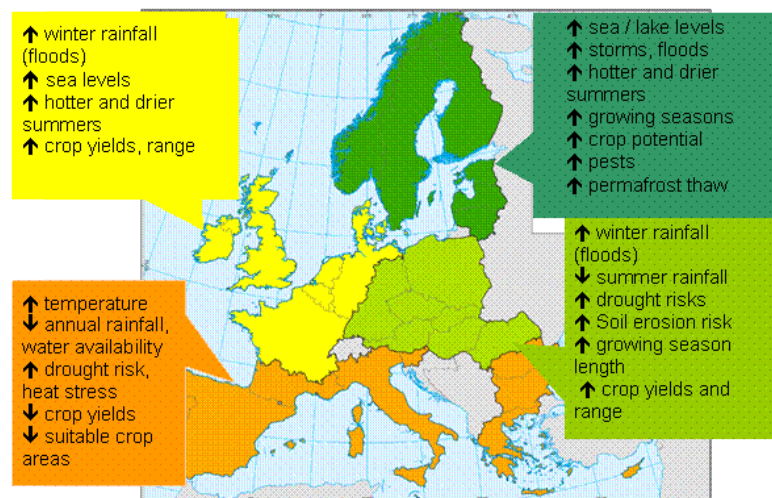 ↑ winter rainfall
(floods)
↑ sea levels
↑ hotter and drier
summers
↑ crop yields, range
↑ sea / lake levels
↑ storms, floods
↑ hotter and drier
summers
↑ growing seasons
↑ crop potential
↑ pests
↑ permafrost thaw
↑ temperature
↓ annual rainfall,
water availability
↑ drought risk,
heat stress
↓ crop yields
↓ suitable crop
areas
↑ winter rainfall
(floods)
↓ summer rainfall
↑ drought risks
↑ Soil erosion risk
↑ growing season
length
↑ crop yields and
range